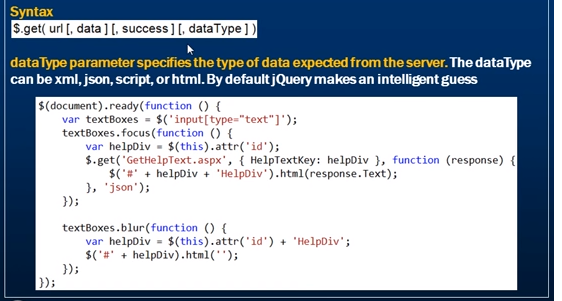 Syntax
$.get( url [, data ] [, success ] [, dataType ] )
dataType parameter specifies the type of data expected from the server. The dataType
can be xml, json, script, or html. By default jQuery makes an intelligent guess
$(document).ready(function () {
    var textBoxes = $('input[type="text"]');
    textBoxes.focus(function () {
        var helpDiv = $(this).attr('id');
        $.get('GetHelpText.aspx', { HelpTextKey: helpDiv }, function (response) {
            $('#' + helpDiv + 'HelpDiv').html(response.Text);
        }, 'json');
    });
    textBoxes.blur(function () {
        var helpDiv = $(this).attr('id') + 'HelpDiv';
        $('#' + helpDiv).html('');
    });
});